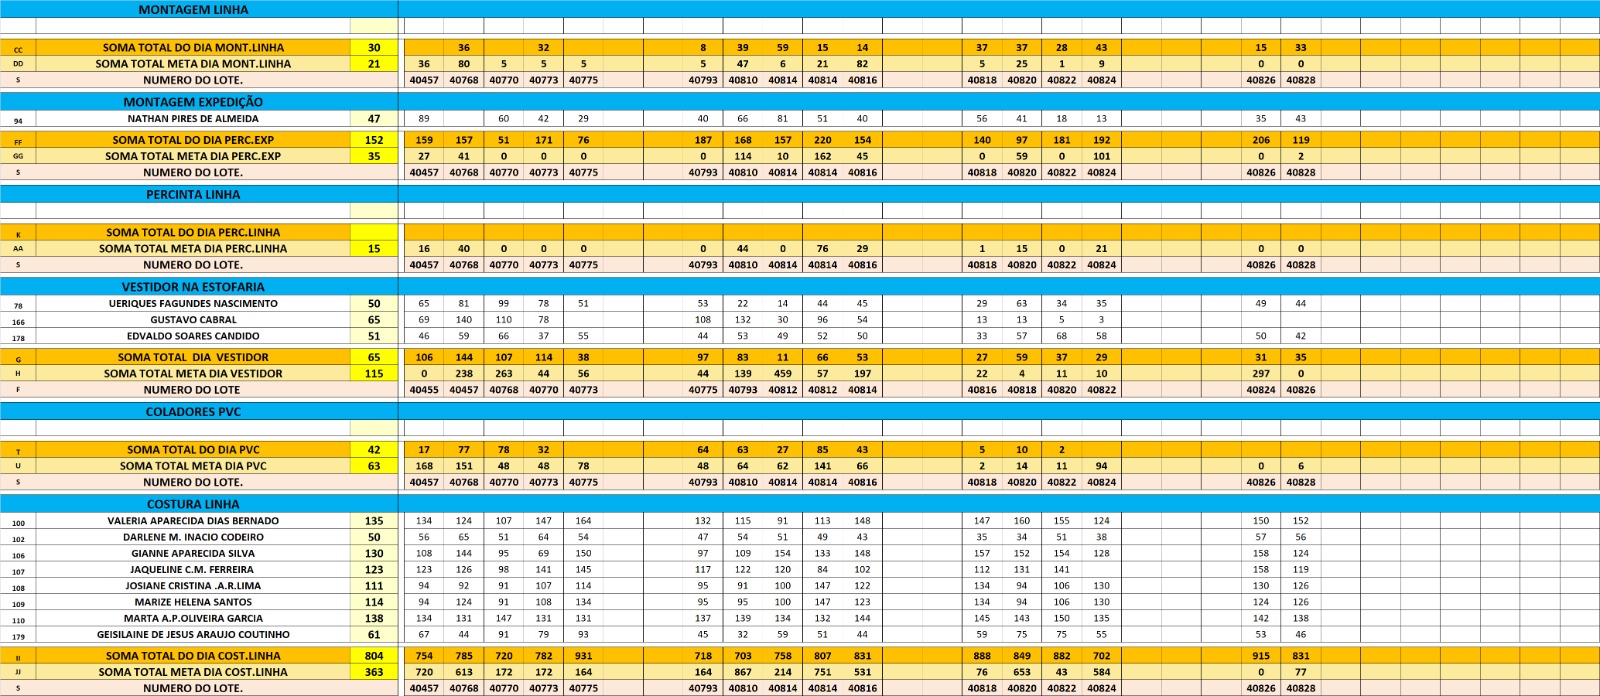 MONTAGEM LINHA
CC SOMA TOTAL DO DIA MONT.LINHA 30 36 32 8 39 59 15 14 37 37 28 43 15 33
DD SOMA TOTAL META DIA MONT.LINHA 21 36 80 5 5 5 5 47 6 21 82 5 25 1 9 0 0
S NUMERO DO LOTE. 40457 40768 40770 40773 40775 40793 40810 40814 40814 40816 40818 40820 40822 40824 40826 40828
MONTAGEM EXPEDIÇÃO
94 NATHAN PIRES DE ALMEIDA 47 89 60 42 29 40 66 81 51 40 56 41 18 13 35 43
FF SOMA TOTAL DO DIA PERC.EXP 152 159 157 51 171 76 187 168 157 220 154 140 97 181 192 206 119
GG SOMA TOTAL META DIA PERC.EXP 35 27 41 0 0 0 0 114 10 162 45 0 59 0 101 0 2
S NUMERO DO LOTE. 40457 40768 40770 40773 40775 40793 40810 40814 40814 40816 40818 40820 40822 40824 40826 40828
PERCINTA LINHA
K SOMA TOTAL DO DIA PERC.LINHA
AA SOMA TOTAL META DIA PERC.LINHA 15 16 40 0 0 0 0 44 0 76 29 1 15 0 21 0 0
S NUMERO DO LOTE. 40457 40768 40770 40773 40775 40793 40810 40814 40814 40816 40818 40820 40822 40824 40826 40828
VESTIDOR NA ESTOFARIA
78 UERIQUES FAGUNDES NASCIMENTO 50 65 81 99 78 51 53 22 14 44 45 29 63 34 35 49 44
166 GUSTAVO CABRAL 65 69 140 110 78 108 132 30 96 54 13 13 5 3
178 EDVALDO SOARES CANDIDO 51 46 59 66 37 55 44 53 49 52 50 33 57 68 58 50 42
G SOMA TOTAL DIA VESTIDOR 65 106 144 107 114 38 97 83 11 66 53 27 59 37 29 31 35
H SOMA TOTAL META DIA VESTIDOR 115 0 238 263 44 56 44 139 459 57 197 22 4 11 10 297 0
F NUMERO DO LOTE 40455 40457 40768 40770 40773 40775 40793 40812 40812 40814 40816 40818 40820 40822 40824 40826
COLADORES PVC
T SOMA TOTAL DO DIA PVC 42 17 77 78 32 64 63 27 85 43 5 10 2
U SOMA TOTAL META DIA PVC 63 168 151 48 48 78 48 64 62 141 66 2 14 11 94 0 6
S NUMERO DO LOTE. 40457 40768 40770 40773 40775 40793 40810 40814 40814 40816 40818 40820 40822 40824 40826 40828
COSTURA LINHA
100 VALERIA APARECIDA DIAS BERNADO 135 134 124 107 147 164 132 115 91 113 148 147 160 155 124 150 152
102 DARLENE M. INACIO CODEIRO 50 56 65 51 64 54 47 54 51 49 43 35 34 51 38 57 56
106 GIANNE APARECIDA SILVA 130 108 144 95 69 150 97 109 154 133 148 157 152 154 128 158 124
107 JAQUELINE C.M. FERREIRA 123 123 126 98 141 145 117 122 120 84 102 112 131 141 158 119
108 JOSIANE CRISTINA .A.R.LIMA 111 94 92 91 107 114 95 91 100 147 122 134 94 106 130 130 126
109 MARIZE HELENA SANTOS 114 94 124 91 108 134 95 95 100 147 123 134 94 106 130 124 126
110 MARTA A.P.OLIVEIRA GARCIA 138 134 131 147 131 131 137 139 134 132 144 145 143 150 135 142 138
179 GEISILAINE DE JESUS ARAUJO COUTINHO 61 67 44 91 79 93 45 32 59 51 44 59 75 75 55 53 46
II SOMA TOTAL DO DIA COST.LINHA 804 754 785 720 782 931 718 703 758 807 831 888 849 882 702 915 831
JJ SOMA TOTAL META DIA COST.LINHA 363 720 613 172 172 164 164 867 214 751 531 76 653 43 584 0 77
S NUMERO DO LOTE. 40457 40768 40770 40773 40775 40793 40810 40814 40814 40816 40818 40820 40822 40824 40826 40828